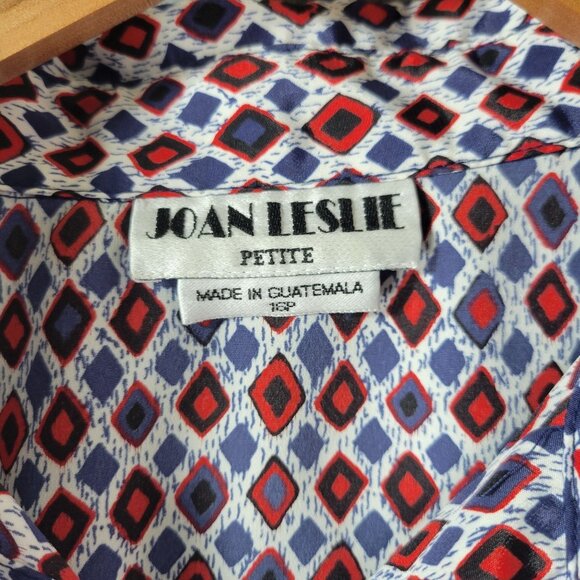 JOAN LESLIE
PETITE
MADE IN GUATEMALA
16P